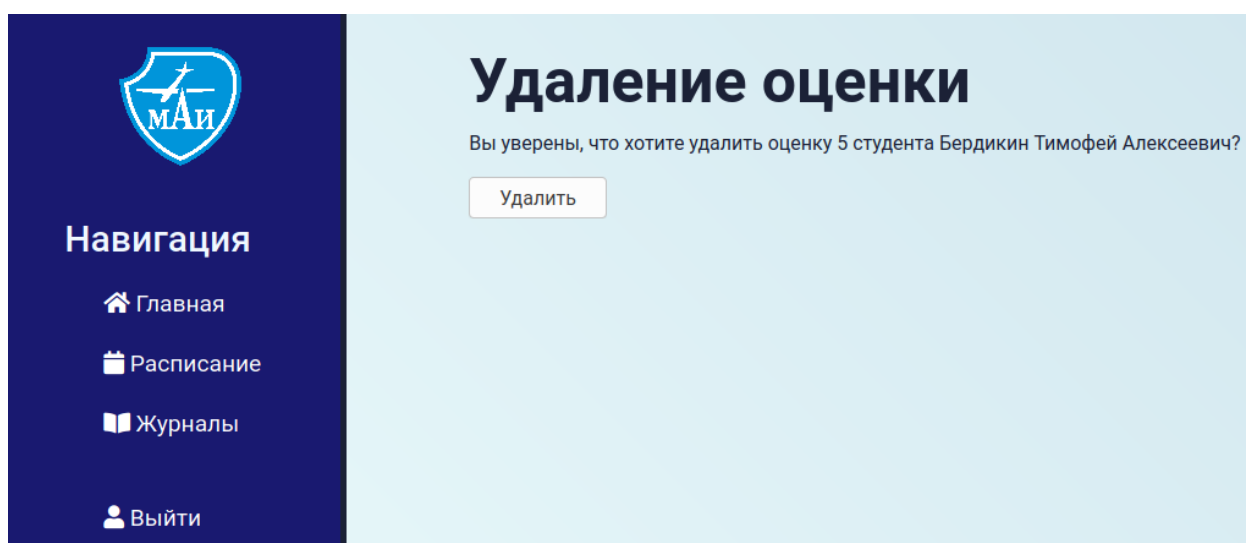 МАИ
Навигация
Главная
Расписание
Журналы
Выйти
Удаление оценки
Вы уверены, что хотите удалить оценку 5 студента Бердикин Тимофей Алексеевич?
Удалить